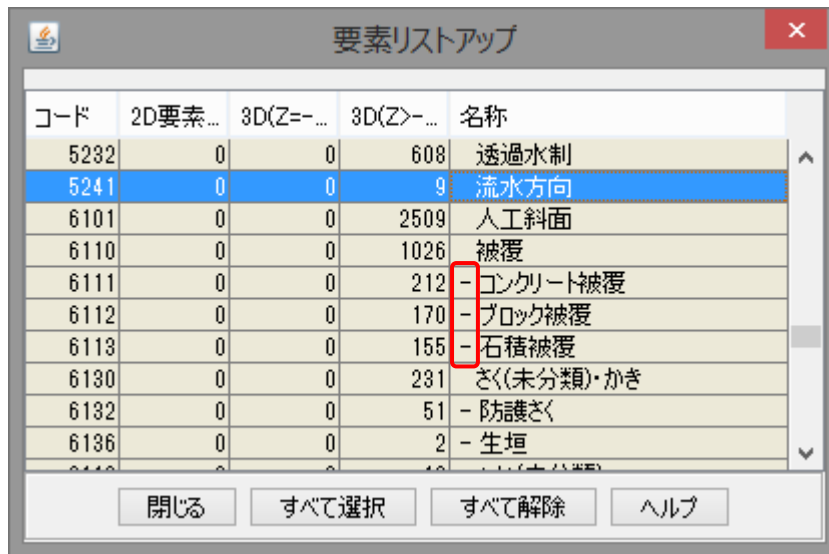 要素リストアップ
コード 2D要素... 3D(Z=-... 3D(Z>-... 名称
5232 0 0 608 透過水制
5241 0 0 9 流水方向
6101 0 0 2509 人工斜面
6110 0 0 1026 被覆
6111 0 0 212 - コンクリート被覆
6112 0 0 170 - ブロック被覆
6113 0 0 155 - 石積被覆
6130 0 0 231 さく(未分類)・かき
6132 0 0 51 - 防護さく
6136 0 0 2 - 生垣
閉じる すべて選択 すべて解除 ヘルプ